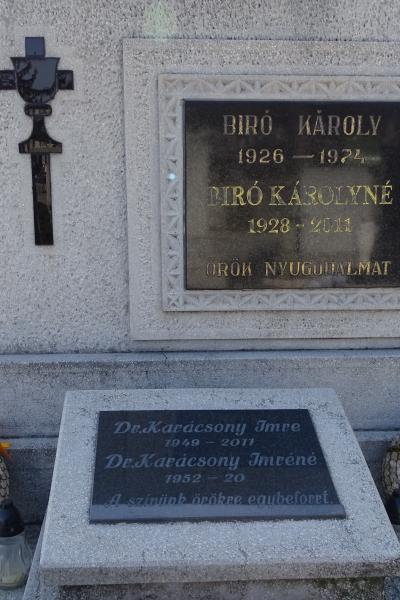 BIRÓ KÁROLY
1926 — 1974
BIRÓ KÁROLYNÉ
1928 - 2011
ÖRÖK NYUGODALMAT
Dr. Karácsony Imre
1949 - 2011
Dr. Karácsony Imréné
1952 - 20
A szívünk örökre egybeforrt.